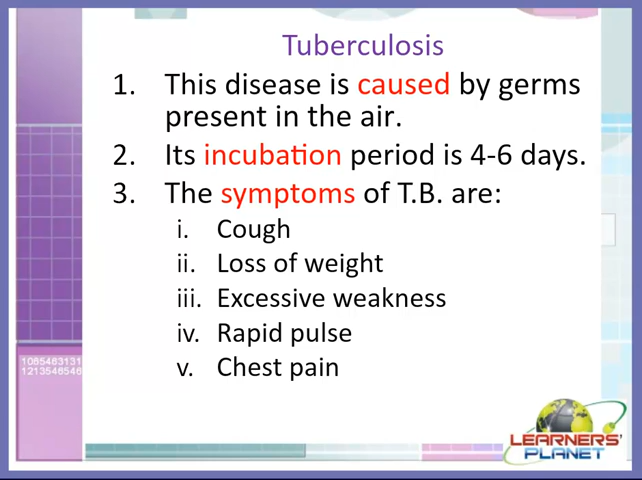 Tuberculosis
1. This disease is caused by germs
present in the air.
2. Its incubation period is 4-6 days.
3. The symptoms of T.B. are:
i. Cough
ii. Loss of weight
iii. Excessive weakness
iv. Rapid pulse
v. Chest pain
1085483131
1213546546
LEARNERS'
PLANET